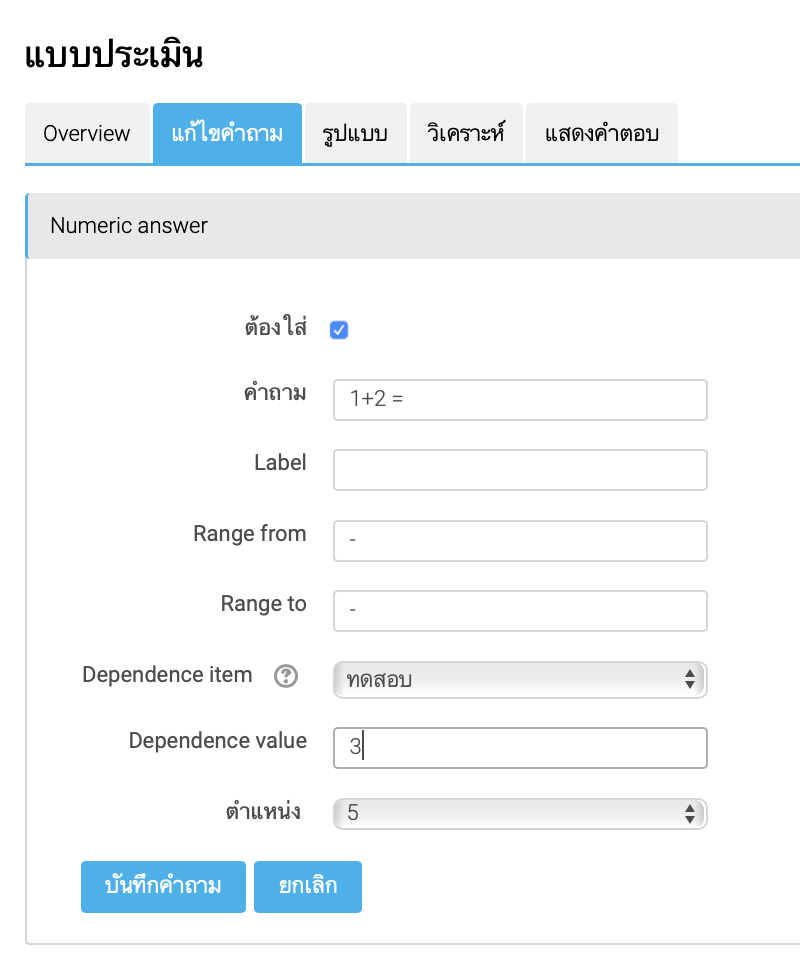 แบบประเมิน
Overview แก้ไขคำถาม รูปแบบ วิเคราะห์ แสดงคำตอบ
Numeric answer
ต้องใส่
คำถาม 1+2 =
Label
Range from -
Range to -
Dependence item ? ทดสอบ
Dependence value 3
ตำแหน่ง 5
บันทึกคำถาม ยกเลิก